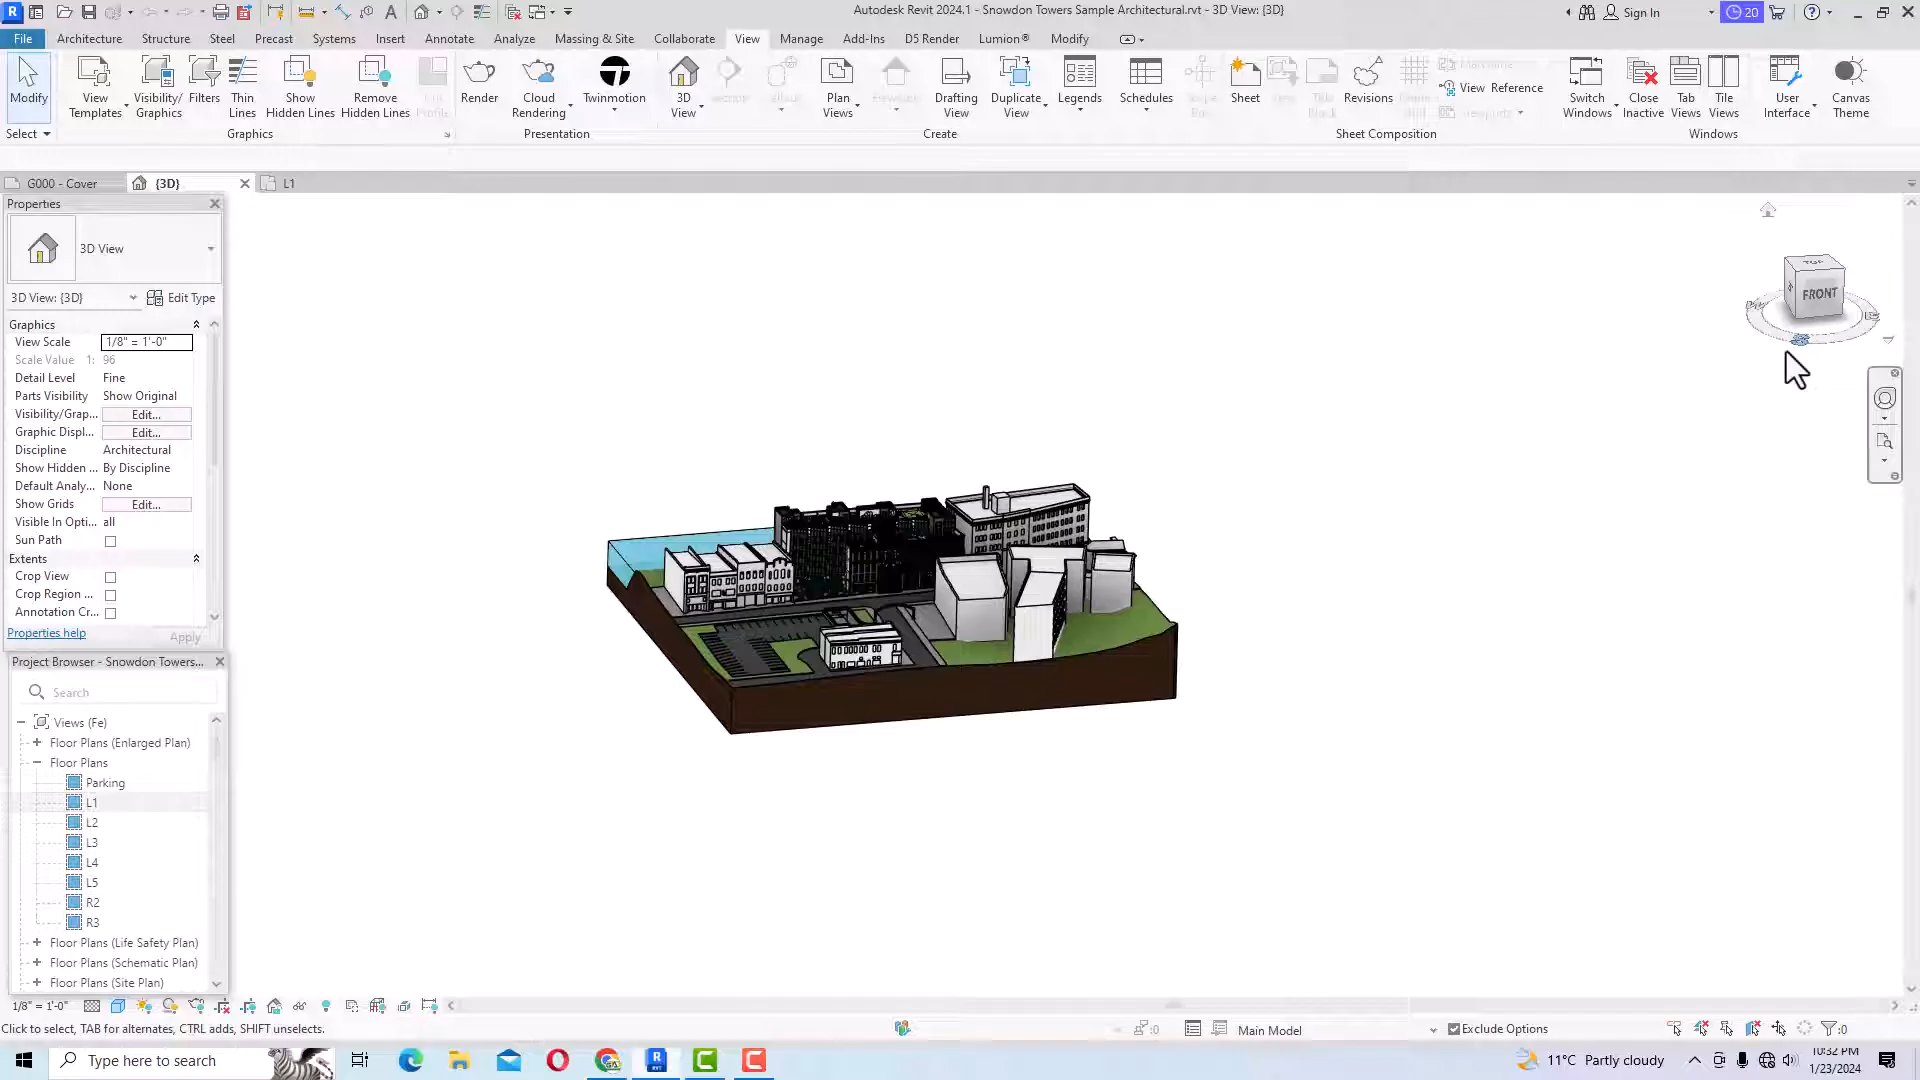 Autodesk Revit 2024.1 - Snowdon Towers Sample Architectural.rvt - 3D View: {3D}
Sign In
20
File Architecture Structure Steel Precast Systems Insert Annotate Analyze Massing & Site Collaborate View Manage Add-Ins D5 Render Lumion® Modify
Modify
View Templates
Visibility/ Graphics
Filters
Thin Lines
Show Hidden Lines
Remove Hidden Lines
Render
Cloud Rendering
Twinmotion
3D View
Plan Views
Drafting View
Duplicate View
Legends
Schedules
Sheet
Revisions
View Reference
Switch Windows
Close Inactive
Tab Views
Tile Views
User Interface
Canvas Theme
Select Graphics Presentation Create Sheet Composition Windows
G000 - Cover {3D} L1
Properties
3D View
3D View: {3D} Edit Type
Graphics
View Scale 1/8" = 1'-0"
Scale Value 1: 96
Detail Level Fine
Parts Visibility Show Original
Visibility/Grap... Edit...
Graphic Displ... Edit...
Discipline Architectural
Show Hidden ... By Discipline
Default Analy... None
Show Grids Edit...
Visible In Opti... all
Sun Path
Extents
Crop View
Crop Region ...
Annotation Cr...
Properties help Apply
Project Browser - Snowdon Towers...
Search
Views (Fe)
Floor Plans (Enlarged Plan)
Floor Plans
Parking
L1
L2
L3
L4
L5
R2
R3
Floor Plans (Life Safety Plan)
Floor Plans (Schematic Plan)
Floor Plans (Site Plan)
TOP
FRONT
1/8" = 1'-0"
Click to select, TAB for alternates, CTRL adds, SHIFT unselects.
:0
Main Model
Exclude Options
:0
Type here to search
11°C Partly cloudy
10:32 PM
1/23/2024